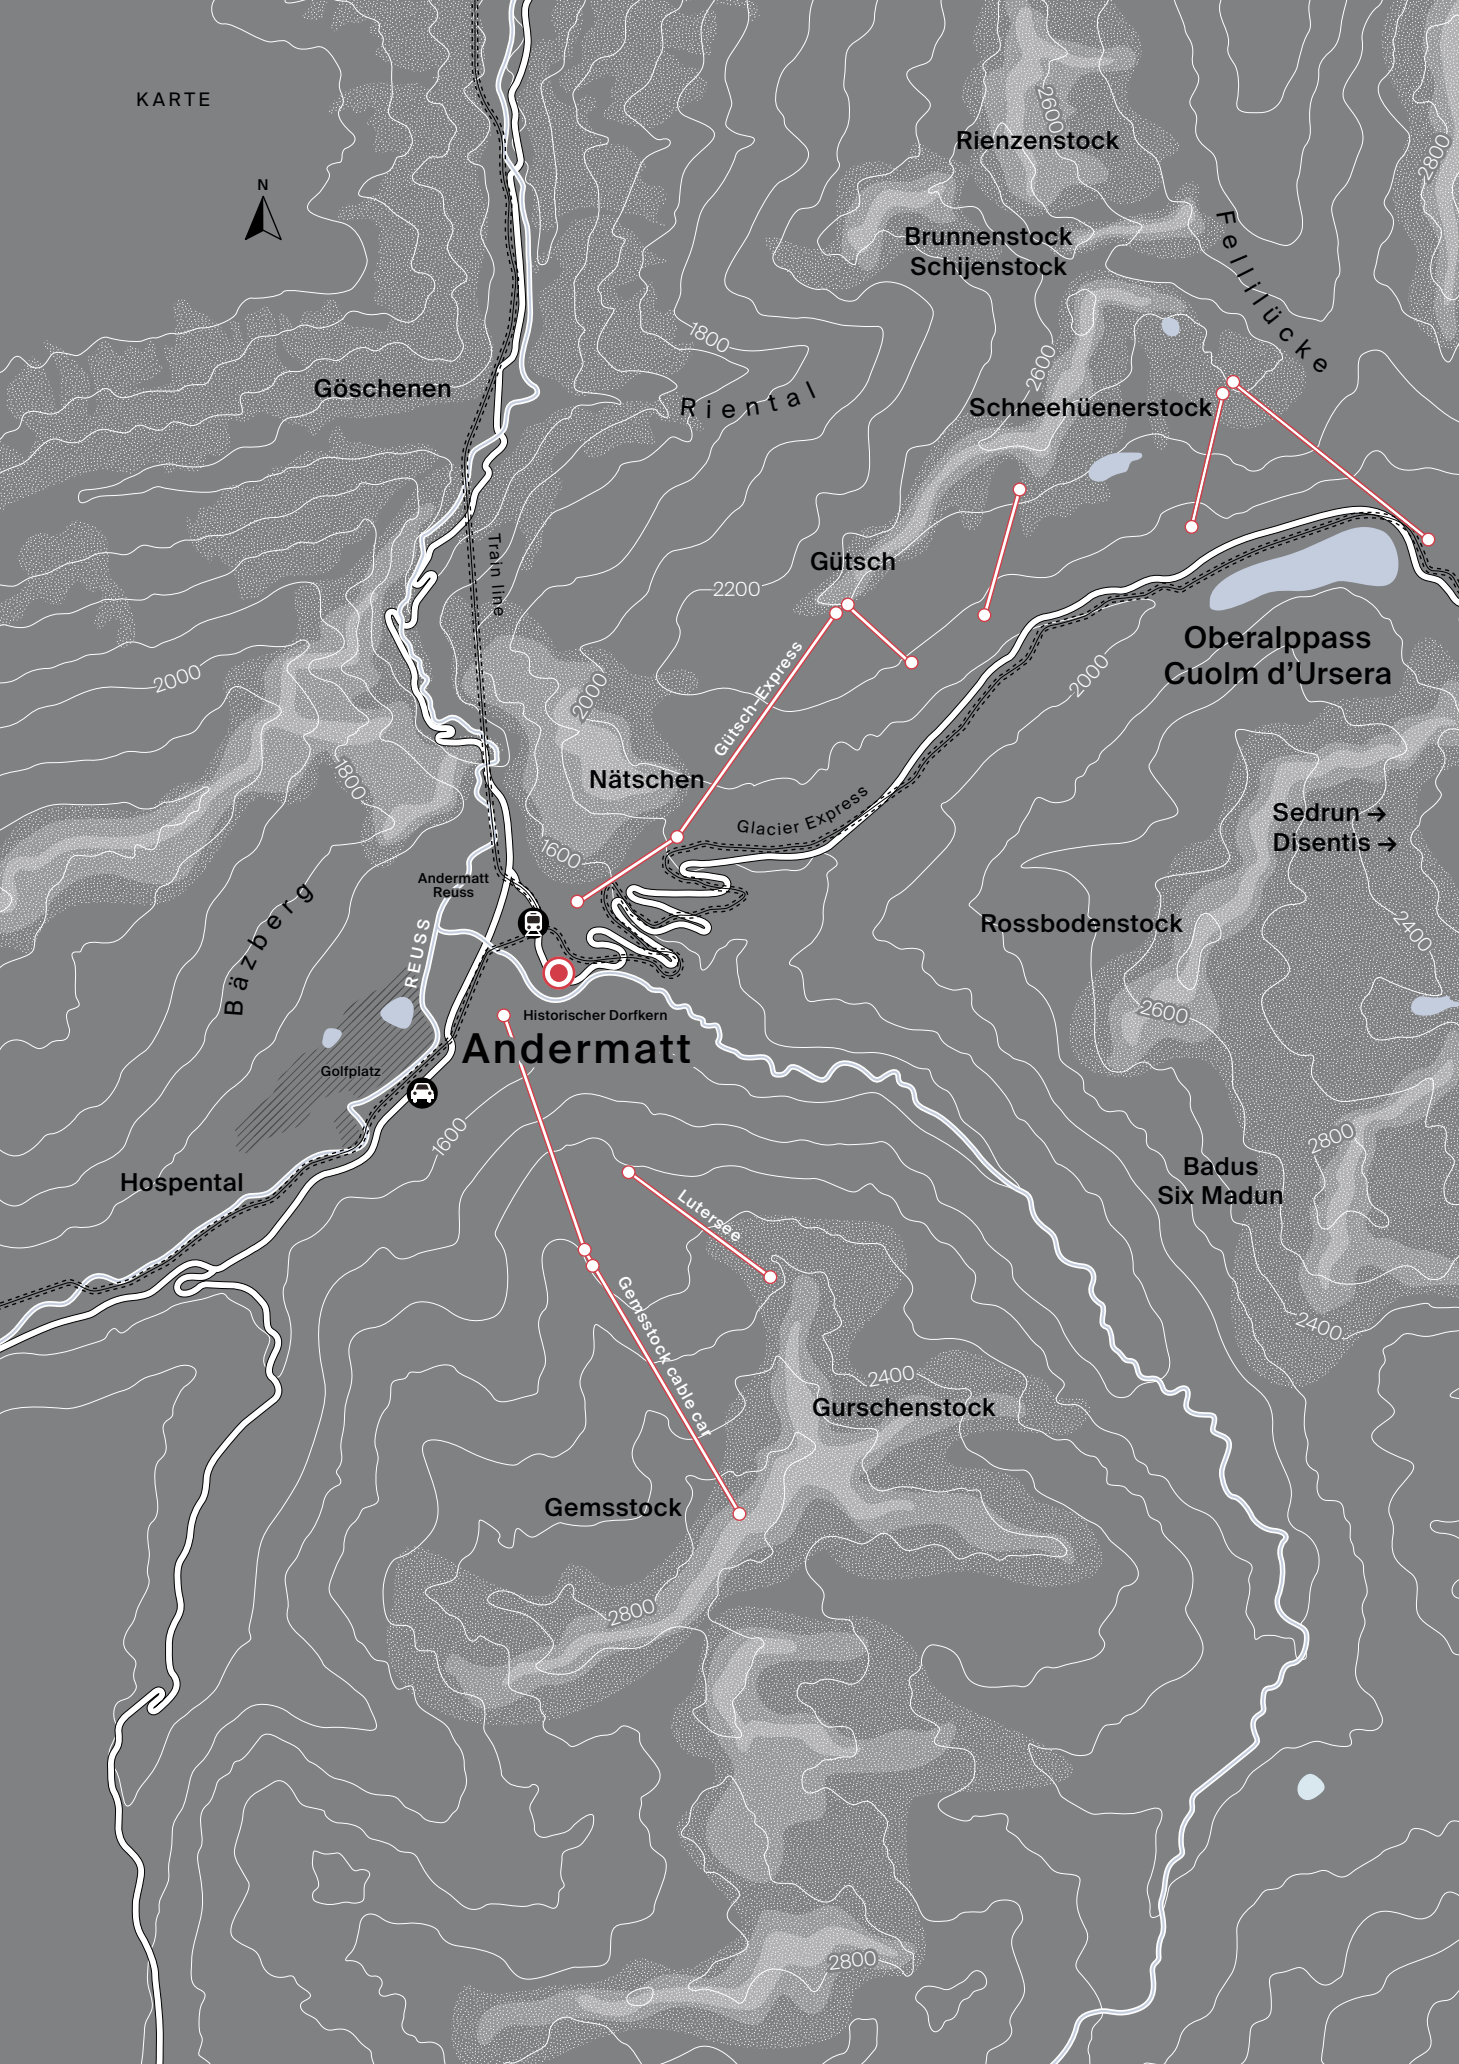 KARTE
N
2600
Rienzenstock
2800
Brunnenstock
Schijenstock
Fellilücke
1800
2600
Göschenen
Riental
Schneehüenerstock
Train line
Gütsch
2200
Oberalppass
Cuolm d'Ursera
2000
2000
2000
Gütsch-Express
Nätschen
1800
Glacier Express
Sedrun →
Disentis →
1600
Andermatt
Reuss
Bäzberg
REUSS
Rossbodenstock
2400
2600
Historischer Dorfkern
Andermatt
Golfplatz
1600
2800
Hospental
Badus
Six Madun
Lutersee
Gemsstock cable car
2400
2400
Gurschenstock
Gemsstock
2800
2800